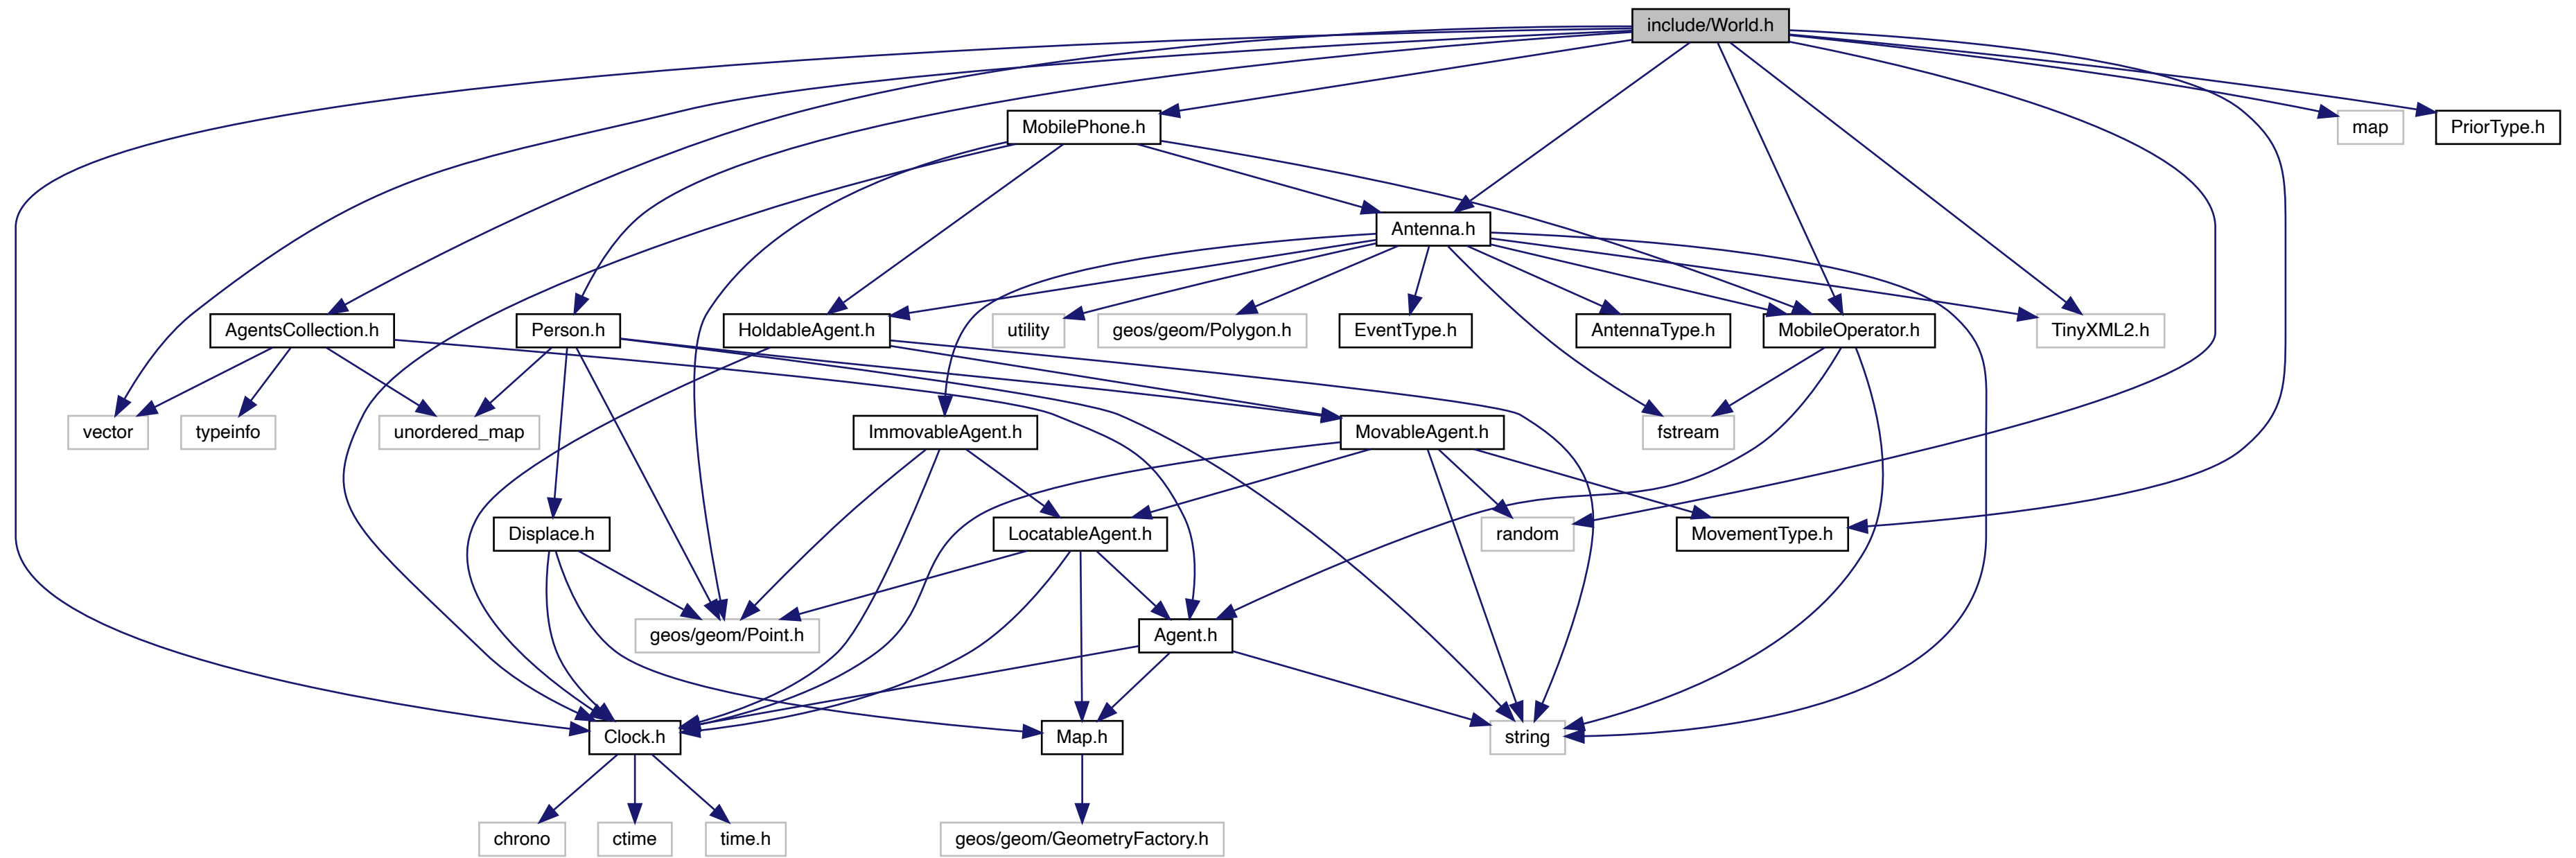 include/World.h
MobilePhone.h
map
PriorType.h
Antenna.h
AgentsCollection.h
Person.h
HoldableAgent.h
utility
geos/geom/Polygon.h
EventType.h
AntennaType.h
MobileOperator.h
TinyXML2.h
vector
typeinfo
unordered_map
ImmovableAgent.h
MovableAgent.h
fstream
Displace.h
LocatableAgent.h
random
MovementType.h
geos/geom/Point.h
Agent.h
Clock.h
Map.h
string
chrono
ctime
time.h
geos/geom/GeometryFactory.h